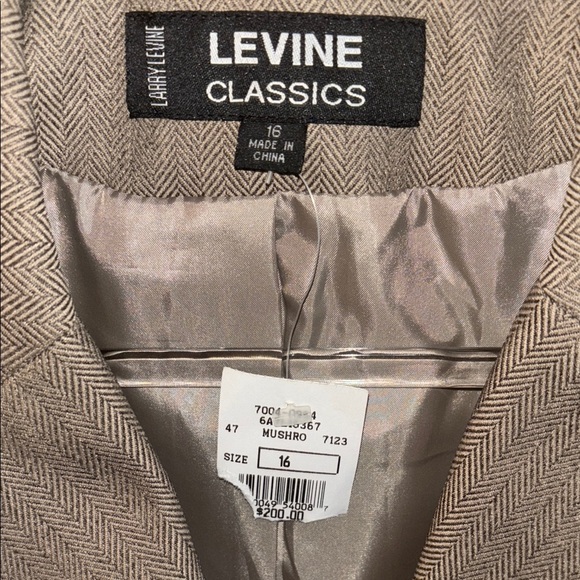 LARRY LEVINE
LEVINE
CLASSICS
16
MADE IN
CHINA
47
MUSHRO
7123
SIZE
16
$200.00